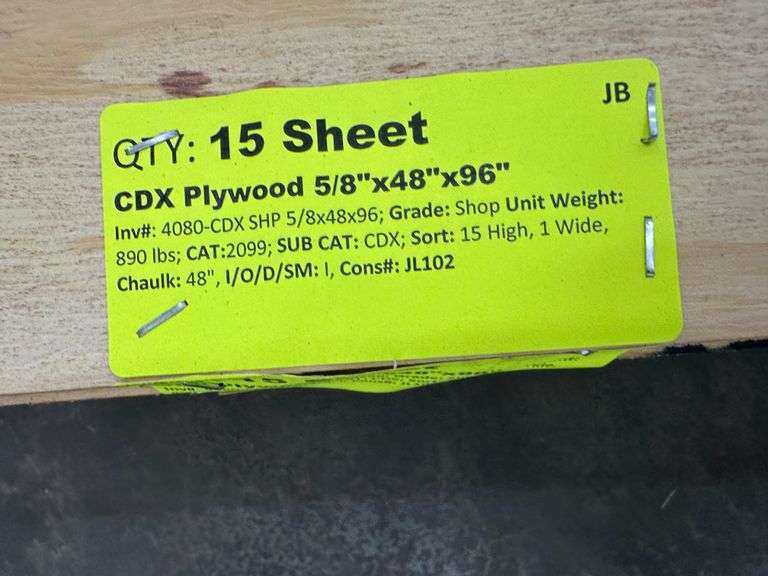 JB
QTY: 15 Sheet
CDX Plywood 5/8"x48"x96"
Inv#: 4080-CDX SHP 5/8x48x96; Grade: Shop Unit Weight:
890 lbs; CAT:2099; SUB CAT: CDX; Sort: 15 High, 1 Wide,
Chaulk: 48", I/O/D/SM: I, Cons#: JL102